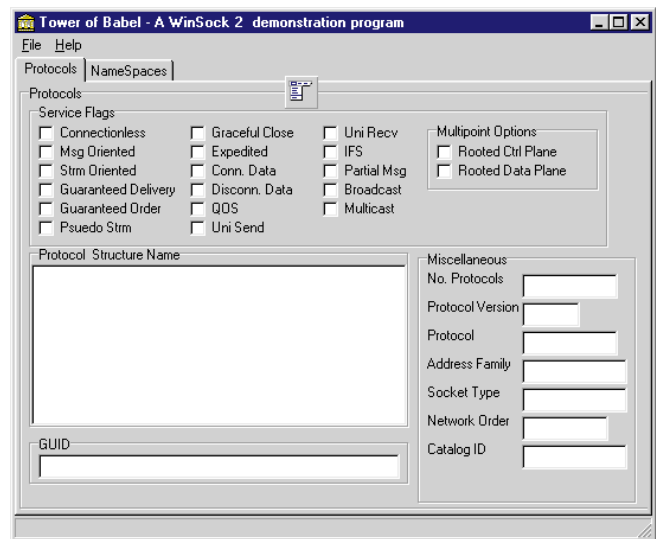 Tower of Babel - A WinSock 2 demonstration program
File Help
Protocols NameSpaces
Protocols
Service Flags
Connectionless
Msg Oriented
Strm Oriented
Guaranteed Delivery
Guaranteed Order
Psuedo Strm
Graceful Close
Expedited
Conn. Data
Disconn. Data
QOS
Uni Send
Uni Recv
IFS
Partial Msg
Broadcast
Multicast
Multipoint Options
Rooted Ctrl Plane
Rooted Data Plane
Protocol Structure Name
GUID
Miscellaneous
No. Protocols
Protocol Version
Protocol
Address Family
Socket Type
Network Order
Catalog ID